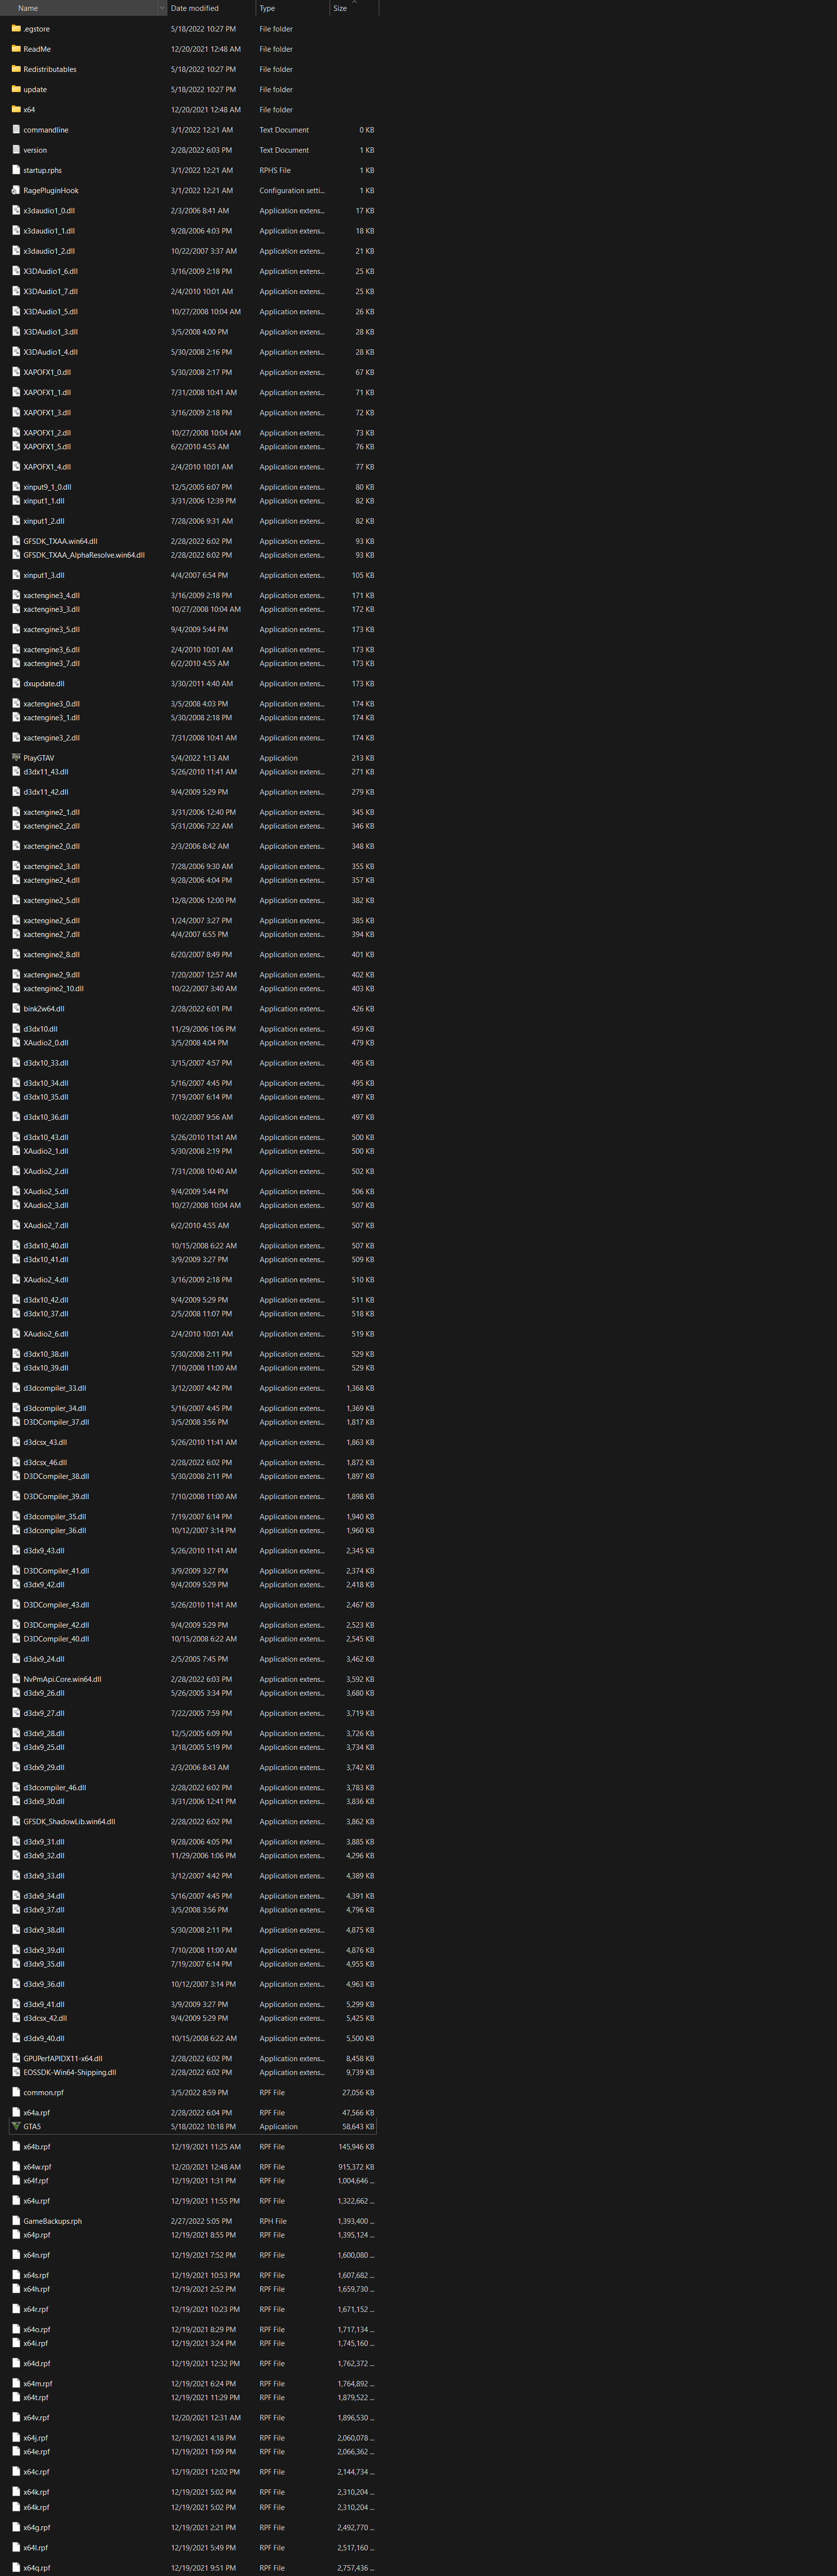 Name Date modified Type Size
.egstore 5/18/2022 10:27 PM File folder
ReadMe 12/20/2021 12:48 AM File folder
Redistributables 5/18/2022 10:27 PM File folder
update 5/18/2022 10:27 PM File folder
x64 12/20/2021 12:48 AM File folder
commandline 3/1/2022 12:21 AM Text Document 0 KB
version 2/28/2022 6:03 PM Text Document 1 KB
startup.rphs 3/1/2022 12:21 AM RPHS File 1 KB
RagePluginHook 3/1/2022 12:21 AM Configuration setti... 1 KB
x3daudio1_0.dll 2/3/2006 8:41 AM Application extens... 17 KB
x3daudio1_1.dll 9/28/2006 4:03 PM Application extens... 18 KB
x3daudio1_2.dll 10/22/2007 3:37 AM Application extens... 21 KB
X3DAudio1_6.dll 3/16/2009 2:18 PM Application extens... 25 KB
X3DAudio1_7.dll 2/4/2010 10:01 AM Application extens... 25 KB
X3DAudio1_5.dll 10/27/2008 10:04 AM Application extens... 26 KB
X3DAudio1_3.dll 3/5/2008 4:00 PM Application extens... 28 KB
X3DAudio1_4.dll 5/30/2008 2:16 PM Application extens... 28 KB
XAPOFX1_0.dll 5/30/2008 2:17 PM Application extens... 67 KB
XAPOFX1_1.dll 7/31/2008 10:41 AM Application extens... 71 KB
XAPOFX1_3.dll 3/16/2009 2:18 PM Application extens... 72 KB
XAPOFX1_2.dll 10/27/2008 10:04 AM Application extens... 73 KB
XAPOFX1_5.dll 6/2/2010 4:55 AM Application extens... 76 KB
XAPOFX1_4.dll 2/4/2010 10:01 AM Application extens... 77 KB
xinput9_1_0.dll 12/5/2005 6:07 PM Application extens... 80 KB
xinput1_1.dll 3/31/2006 12:39 PM Application extens... 82 KB
xinput1_2.dll 7/28/2006 9:31 AM Application extens... 82 KB
GFSDK_TXAA.win64.dll 2/28/2022 6:02 PM Application extens... 93 KB
GFSDK_TXAA_AlphaResolve.win64.dll 2/28/2022 6:02 PM Application extens... 93 KB
xinput1_3.dll 4/4/2007 6:54 PM Application extens... 105 KB
xactengine3_4.dll 3/16/2009 2:18 PM Application extens... 171 KB
xactengine3_3.dll 10/27/2008 10:04 AM Application extens... 172 KB
xactengine3_5.dll 9/4/2009 5:44 PM Application extens... 173 KB
xactengine3_6.dll 2/4/2010 10:01 AM Application extens... 173 KB
xactengine3_7.dll 6/2/2010 4:55 AM Application extens... 173 KB
dxupdate.dll 3/30/2011 4:40 AM Application extens... 173 KB
xactengine3_0.dll 3/5/2008 4:03 PM Application extens... 174 KB
xactengine3_1.dll 5/30/2008 2:18 PM Application extens... 174 KB
xactengine3_2.dll 7/31/2008 10:41 AM Application extens... 174 KB
PlayGTAV 5/4/2022 1:13 AM Application 213 KB
d3dx11_43.dll 5/26/2010 11:41 AM Application extens... 271 KB
d3dx11_42.dll 9/4/2009 5:29 PM Application extens... 279 KB
xactengine2_1.dll 3/31/2006 12:40 PM Application extens... 345 KB
xactengine2_2.dll 5/31/2006 7:22 AM Application extens... 346 KB
xactengine2_0.dll 2/3/2006 8:42 AM Application extens... 348 KB
xactengine2_3.dll 7/28/2006 9:30 AM Application extens... 355 KB
xactengine2_4.dll 9/28/2006 4:04 PM Application extens... 357 KB
xactengine2_5.dll 12/8/2006 12:00 PM Application extens... 382 KB
xactengine2_6.dll 1/24/2007 3:27 PM Application extens... 385 KB
xactengine2_7.dll 4/4/2007 6:55 PM Application extens... 394 KB
xactengine2_8.dll 6/20/2007 8:49 PM Application extens... 401 KB
xactengine2_9.dll 7/20/2007 12:57 AM Application extens... 402 KB
xactengine2_10.dll 10/22/2007 3:40 AM Application extens... 403 KB
bink2w64.dll 2/28/2022 6:01 PM Application extens... 426 KB
d3dx10.dll 11/29/2006 1:06 PM Application extens... 459 KB
XAudio2_0.dll 3/5/2008 4:04 PM Application extens... 479 KB
d3dx10_33.dll 3/15/2007 4:57 PM Application extens... 495 KB
d3dx10_34.dll 5/16/2007 4:45 PM Application extens... 495 KB
d3dx10_35.dll 7/19/2007 6:14 PM Application extens... 497 KB
d3dx10_36.dll 10/2/2007 9:56 AM Application extens... 497 KB
d3dx10_43.dll 5/26/2010 11:41 AM Application extens... 500 KB
XAudio2_1.dll 5/30/2008 2:19 PM Application extens... 500 KB
XAudio2_2.dll 7/31/2008 10:40 AM Application extens... 502 KB
XAudio2_5.dll 9/4/2009 5:44 PM Application extens... 506 KB
XAudio2_3.dll 10/27/2008 10:04 AM Application extens... 507 KB
XAudio2_7.dll 6/2/2010 4:55 AM Application extens... 507 KB
d3dx10_40.dll 10/15/2008 6:22 AM Application extens... 507 KB
d3dx10_41.dll 3/9/2009 3:27 PM Application extens... 509 KB
XAudio2_4.dll 3/16/2009 2:18 PM Application extens... 510 KB
d3dx10_42.dll 9/4/2009 5:29 PM Application extens... 511 KB
d3dx10_37.dll 2/5/2008 11:07 PM Application extens... 518 KB
XAudio2_6.dll 2/4/2010 10:01 AM Application extens... 519 KB
d3dx10_38.dll 5/30/2008 2:11 PM Application extens... 529 KB
d3dx10_39.dll 7/10/2008 11:00 AM Application extens... 529 KB
d3dcompiler_33.dll 3/12/2007 4:42 PM Application extens... 1,368 KB
d3dcompiler_34.dll 5/16/2007 4:45 PM Application extens... 1,369 KB
D3DCompiler_37.dll 3/5/2008 3:56 PM Application extens... 1,817 KB
d3dcsx_43.dll 5/26/2010 11:41 AM Application extens... 1,863 KB
d3dcsx_46.dll 2/28/2022 6:02 PM Application extens... 1,872 KB
D3DCompiler_38.dll 5/30/2008 2:11 PM Application extens... 1,897 KB
D3DCompiler_39.dll 7/10/2008 11:00 AM Application extens... 1,898 KB
d3dcompiler_35.dll 7/19/2007 6:14 PM Application extens... 1,940 KB
d3dcompiler_36.dll 10/12/2007 3:14 PM Application extens... 1,960 KB
d3dx9_43.dll 5/26/2010 11:41 AM Application extens... 2,345 KB
D3DCompiler_41.dll 3/9/2009 3:27 PM Application extens... 2,374 KB
d3dx9_42.dll 9/4/2009 5:29 PM Application extens... 2,418 KB
D3DCompiler_43.dll 5/26/2010 11:41 AM Application extens... 2,467 KB
D3DCompiler_42.dll 9/4/2009 5:29 PM Application extens... 2,523 KB
D3DCompiler_40.dll 10/15/2008 6:22 AM Application extens... 2,545 KB
d3dx9_24.dll 2/5/2005 7:45 PM Application extens... 3,462 KB
NvPmApi.Core.win64.dll 2/28/2022 6:03 PM Application extens... 3,592 KB
d3dx9_26.dll 5/26/2005 3:34 PM Application extens... 3,680 KB
d3dx9_27.dll 7/22/2005 7:59 PM Application extens... 3,719 KB
d3dx9_28.dll 12/5/2005 6:09 PM Application extens... 3,726 KB
d3dx9_25.dll 3/18/2005 5:19 PM Application extens... 3,734 KB
d3dx9_29.dll 2/3/2006 8:43 AM Application extens... 3,742 KB
d3dcompiler_46.dll 2/28/2022 6:02 PM Application extens... 3,783 KB
d3dx9_30.dll 3/31/2006 12:41 PM Application extens... 3,836 KB
GFSDK_ShadowLib.win64.dll 2/28/2022 6:02 PM Application extens... 3,862 KB
d3dx9_31.dll 9/28/2006 4:05 PM Application extens... 3,885 KB
d3dx9_32.dll 11/29/2006 1:06 PM Application extens... 4,296 KB
d3dx9_33.dll 3/12/2007 4:42 PM Application extens... 4,389 KB
d3dx9_34.dll 5/16/2007 4:45 PM Application extens... 4,391 KB
d3dx9_37.dll 3/5/2008 3:56 PM Application extens... 4,796 KB
d3dx9_38.dll 5/30/2008 2:11 PM Application extens... 4,875 KB
d3dx9_39.dll 7/10/2008 11:00 AM Application extens... 4,876 KB
d3dx9_35.dll 7/19/2007 6:14 PM Application extens... 4,955 KB
d3dx9_36.dll 10/12/2007 3:14 PM Application extens... 4,963 KB
d3dx9_41.dll 3/9/2009 3:27 PM Application extens... 5,299 KB
d3dcsx_42.dll 9/4/2009 5:29 PM Application extens... 5,425 KB
d3dx9_40.dll 10/15/2008 6:22 AM Application extens... 5,500 KB
GPUPerfAPIDX11-x64.dll 2/28/2022 6:02 PM Application extens... 8,458 KB
EOSSDK-Win64-Shipping.dll 2/28/2022 6:02 PM Application extens... 9,739 KB
common.rpf 3/5/2022 8:59 PM RPF File 27,056 KB
x64a.rpf 2/28/2022 6:04 PM RPF File 47,566 KB
GTA5 5/18/2022 10:18 PM Application 58,643 KB
x64b.rpf 12/19/2021 11:25 AM RPF File 145,946 KB
x64w.rpf 12/20/2021 12:48 AM RPF File 915,372 KB
x64f.rpf 12/19/2021 1:31 PM RPF File 1,004,646 ...
x64u.rpf 12/19/2021 11:55 PM RPF File 1,322,662 ...
GameBackups.rph 2/27/2022 5:05 PM RPH File 1,393,400 ...
x64p.rpf 12/19/2021 8:55 PM RPF File 1,395,124 ...
x64n.rpf 12/19/2021 7:52 PM RPF File 1,600,080 ...
x64s.rpf 12/19/2021 10:53 PM RPF File 1,607,682 ...
x64h.rpf 12/19/2021 2:52 PM RPF File 1,659,730 ...
x64r.rpf 12/19/2021 10:23 PM RPF File 1,671,152 ...
x64o.rpf 12/19/2021 8:29 PM RPF File 1,717,134 ...
x64i.rpf 12/19/2021 3:24 PM RPF File 1,745,160 ...
x64d.rpf 12/19/2021 12:32 PM RPF File 1,762,372 ...
x64m.rpf 12/19/2021 6:24 PM RPF File 1,764,892 ...
x64t.rpf 12/19/2021 11:29 PM RPF File 1,879,522 ...
x64v.rpf 12/20/2021 12:31 AM RPF File 1,896,530 ...
x64j.rpf 12/19/2021 4:18 PM RPF File 2,060,078 ...
x64e.rpf 12/19/2021 1:09 PM RPF File 2,066,362 ...
x64c.rpf 12/19/2021 12:02 PM RPF File 2,144,734 ...
x64k.rpf 12/19/2021 5:02 PM RPF File 2,310,204 ...
x64k.rpf 12/19/2021 5:02 PM RPF File 2,310,204 ...
x64g.rpf 12/19/2021 2:21 PM RPF File 2,492,770 ...
x64l.rpf 12/19/2021 5:49 PM RPF File 2,517,160 ...
x64q.rpf 12/19/2021 9:51 PM RPF File 2,757,436 ...